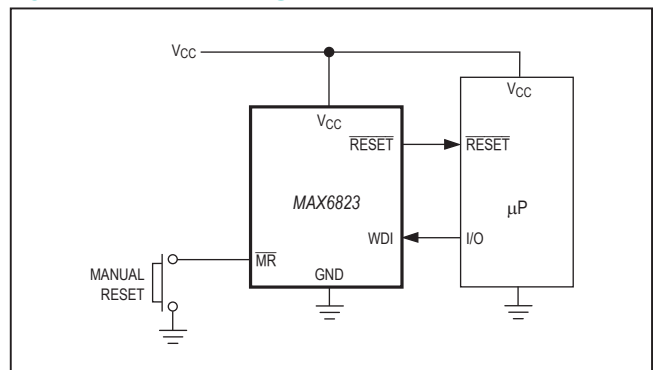 VCC
VCC
VCC
RESET
RESET
MAX6823
μP
WDI
I/O
MR
MANUAL
RESET
GND